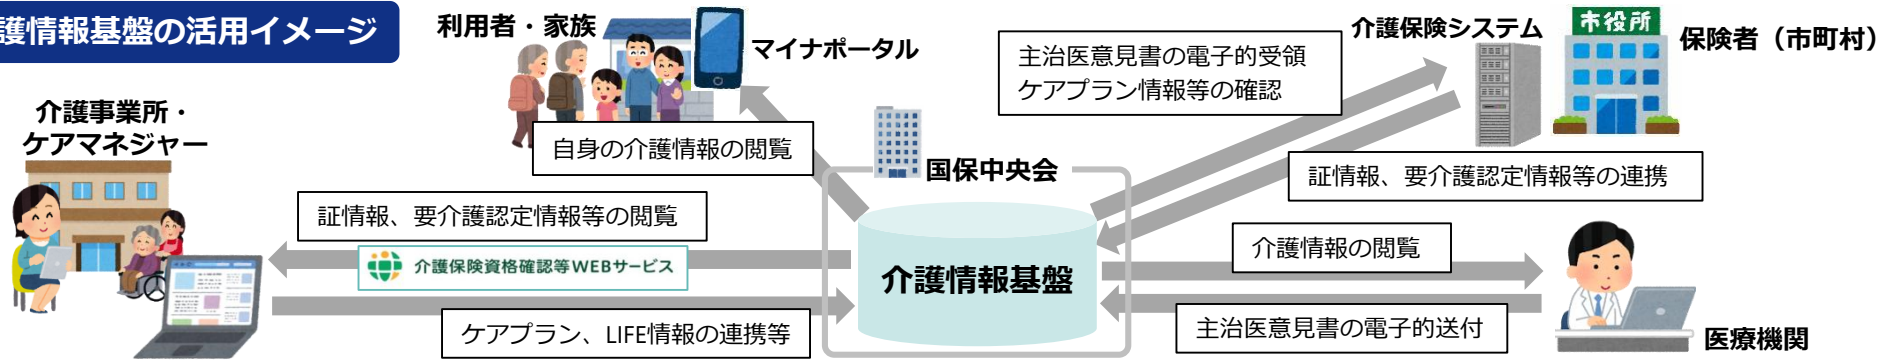 護情報基盤の活用イメージ
利用者・家族
マイナポータル
介護保険システム
市役所
保険者（市町村）
主治医意見書の電子的受領
ケアプラン情報等の確認
介護事業所・
ケアマネジャー
自身の介護情報の閲覧
国保中央会
証情報、要介護認定情報等の連携
証情報、要介護認定情報等の閲覧
介護保険資格確認等WEBサービス
介護情報の閲覧
介護情報基盤
ケアプラン、LIFE情報の連携等
主治医意見書の電子的送付
医療機関